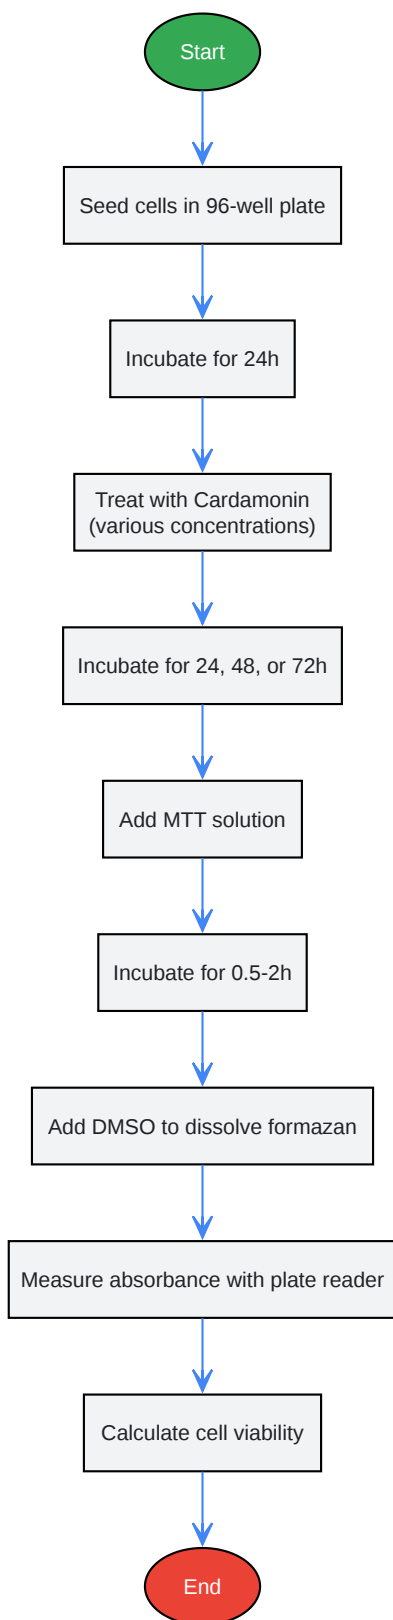 Start
Seed cells in 96-well plate
Incubate for 24h
Treat with Cardamonin
(various concentrations)
Incubate for 24, 48, or 72h
Add MTT solution
Incubate for 0.5-2h
Add DMSO to dissolve formazan
Measure absorbance with plate reader
Calculate cell viability
End